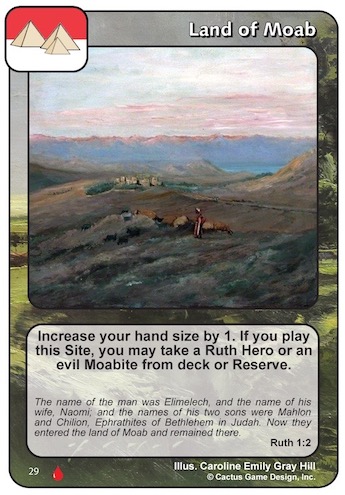 Land of Moab
Increase your hand size by 1. If you play
this Site, you may take a Ruth Hero or an
evil Moabite from deck or Reserve.
The name of the man was Elimelech, and the name of his
wife, Naomi; and the names of his two sons were Mahlon
and Chilion, Ephrathites of Bethlehem in Judah. Now they
entered the land of Moab and remained there.
Ruth 1:2
Illus. Caroline Emily Gray Hill
29
© Cactus Game Design, Inc.